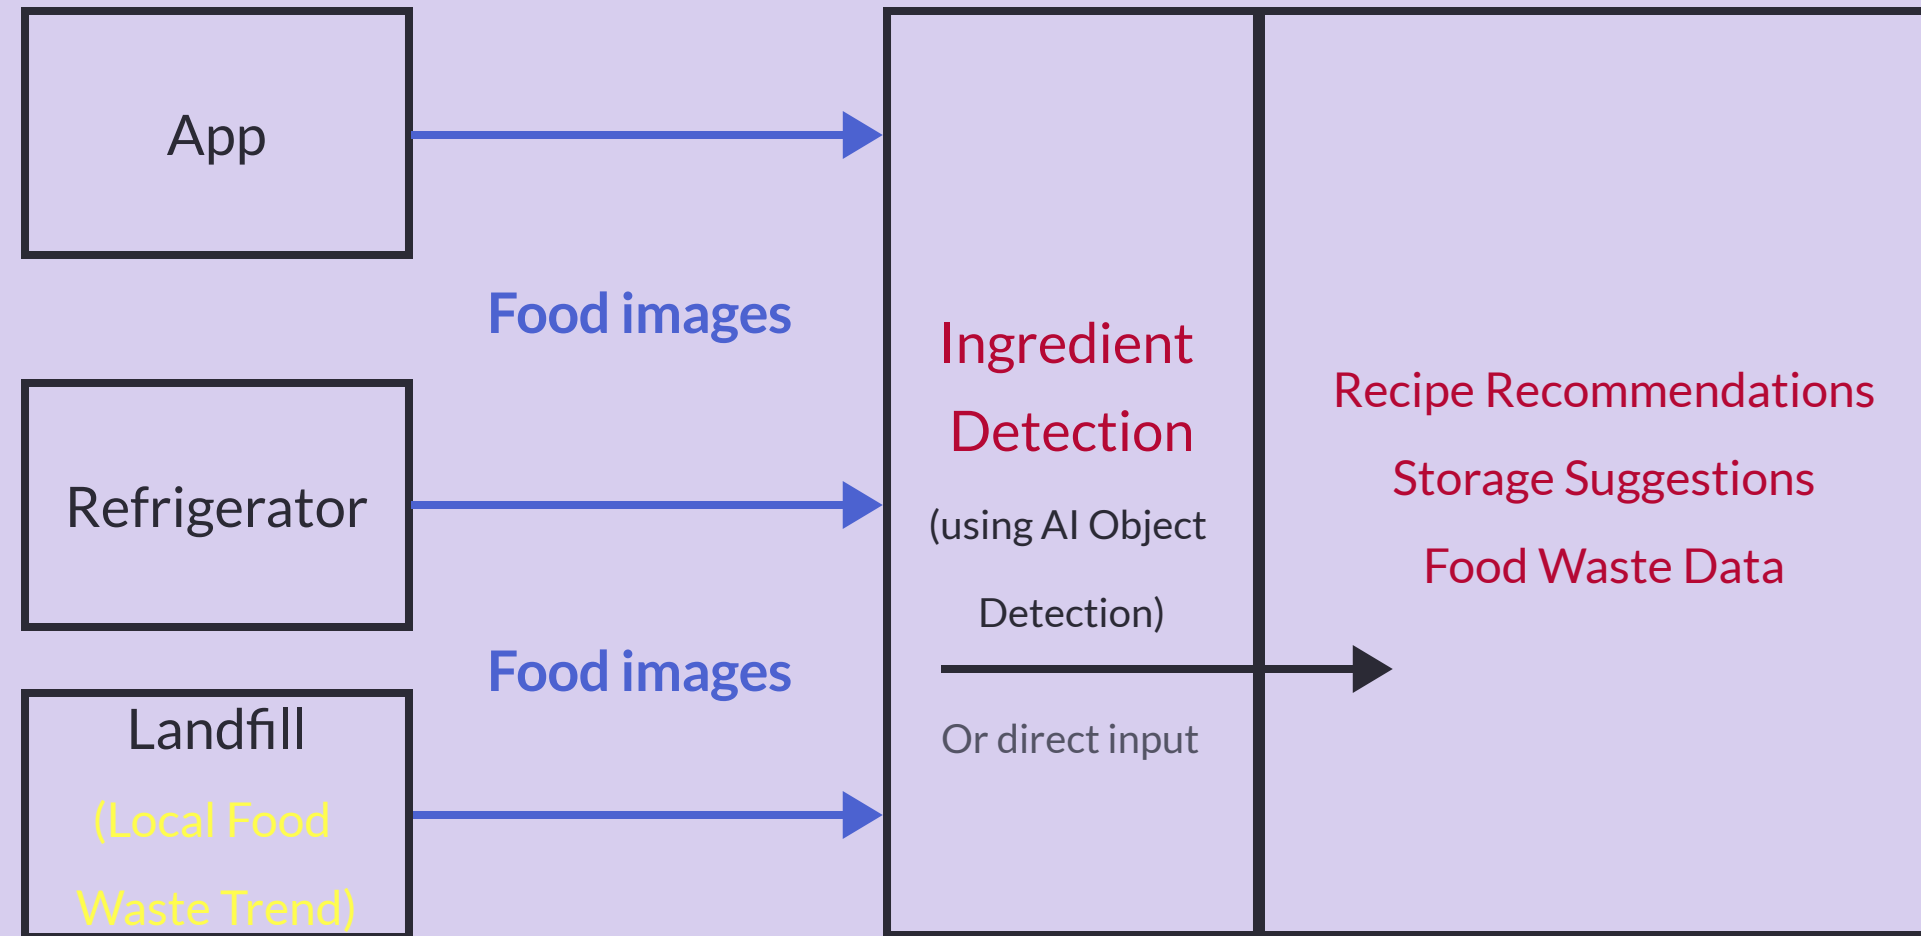 App
Food images
Refrigerator
Food images
Landfill
(Local Food
Waste Trend)
Ingredient
Detection
(using AI Object
Detection)
Or direct input
Recipe Recommendations
Storage Suggestions
Food Waste Data